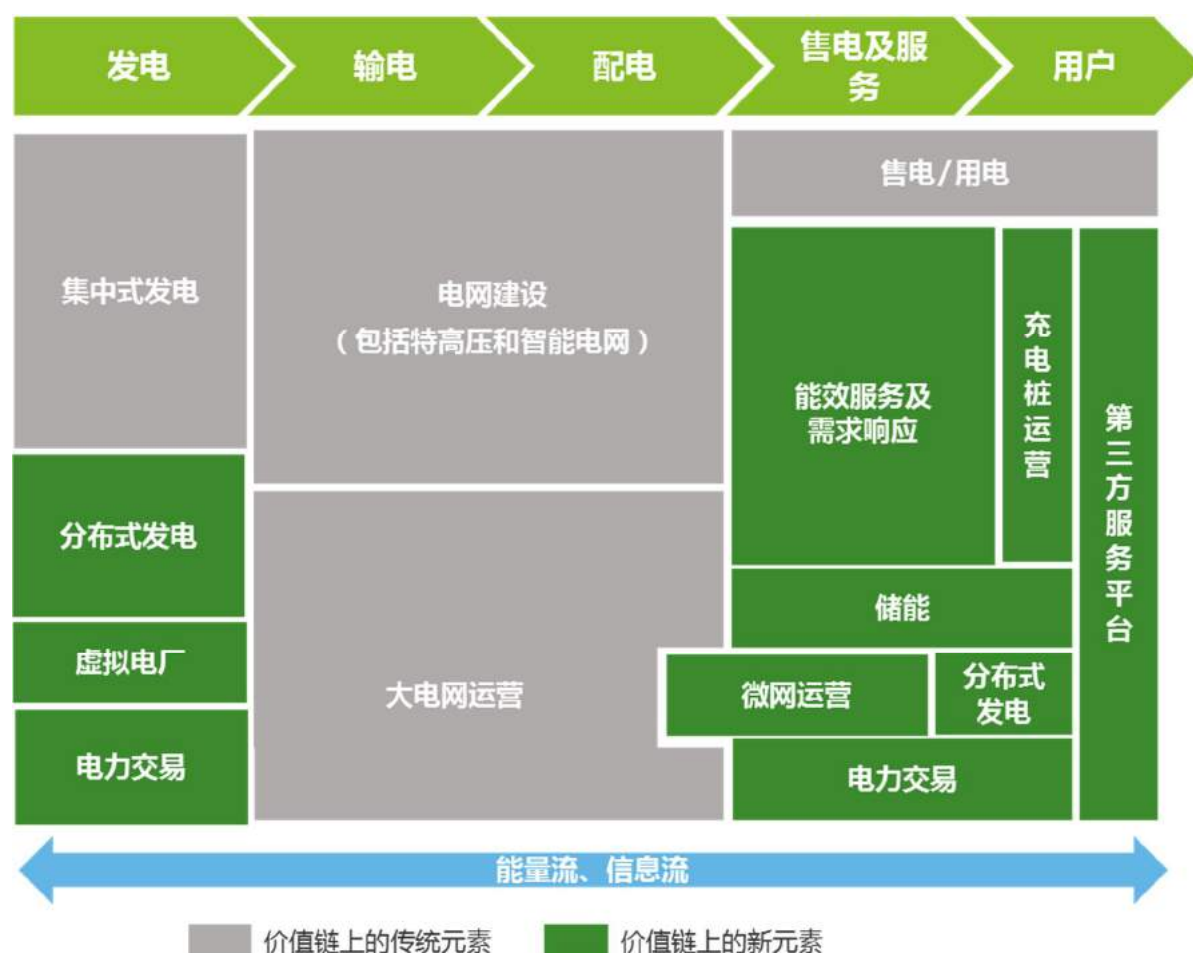 发电
输电
配电
售电及服
务
用户
集中式发电
电网建设
（包括特高压和智能电网）
售电/用电
能效服务及
需求响应
充电桩运营
第三方服务平台
分布式发电
虚拟电厂
电力交易
大电网运营
储能
微网运营
分布式
发电
电力交易
能量流、信息流
价值链上的传统元素
价值链上的新元素